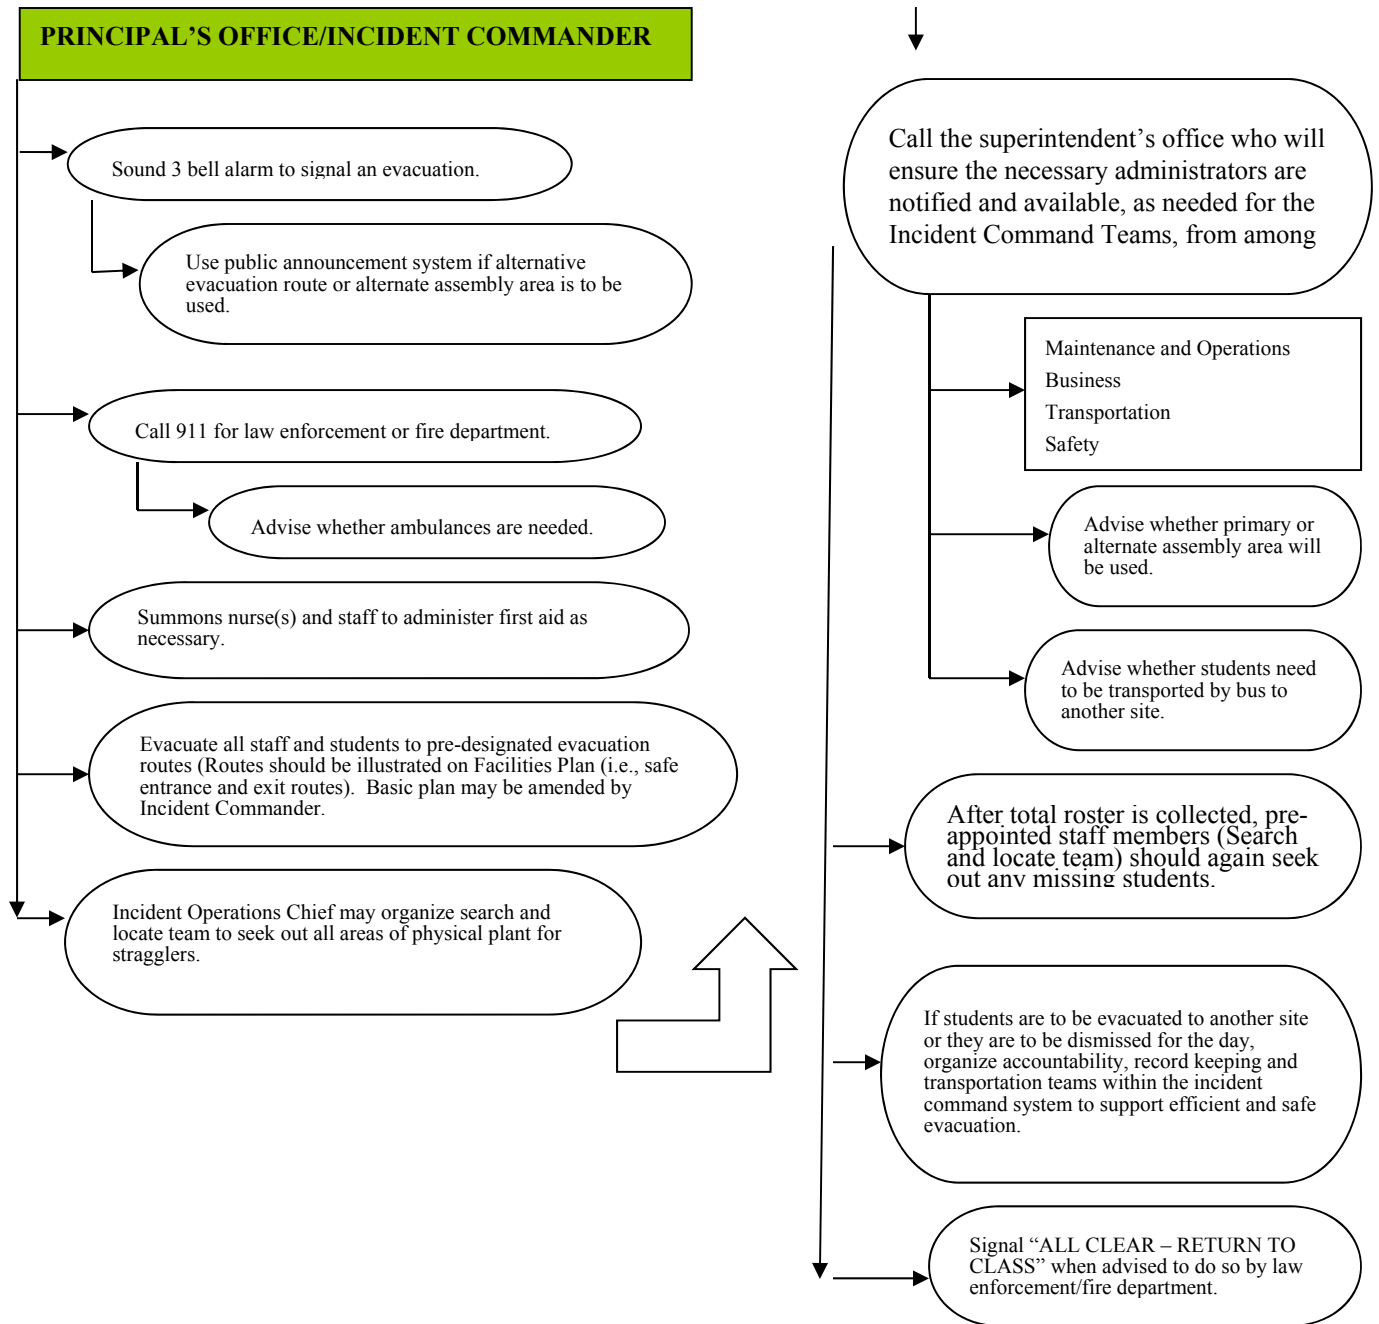 PRINCIPAL’S OFFICE/INCIDENT COMMANDER
Sound 3 bell alarm to signal an evacuation.
Use public announcement system if alternative
evacuation route or alternate assembly area is to be
used.
Call 911 for law enforcement or fire department.
Advise whether ambulances are needed.
Summons nurse(s) and staff to administer first aid as
necessary.
Evacuate all staff and students to pre-designated evacuation
routes (Routes should be illustrated on Facilities Plan (i.e., safe
entrance and exit routes).  Basic plan may be amended by
Incident Commander.
Incident Operations Chief may organize search and
locate team to seek out all areas of physical plant for
stragglers.
Call the superintendent’s office who will
ensure the necessary administrators are
notified and available, as needed for the
Incident Command Teams, from among
Maintenance and Operations
Business
Transportation
Safety
Advise whether primary or
alternate assembly area will
be used.
Advise whether students need
to be transported by bus to
another site.
After total roster is collected, pre-
appointed staff members (Search
and locate team) should again seek
out any missing students.
If students are to be evacuated to another site
or they are to be dismissed for the day,
organize accountability, record keeping and
transportation teams within the incident
command system to support efficient and safe
evacuation.
Signal “ALL CLEAR – RETURN TO
CLASS” when advised to do so by law
enforcement/fire department.